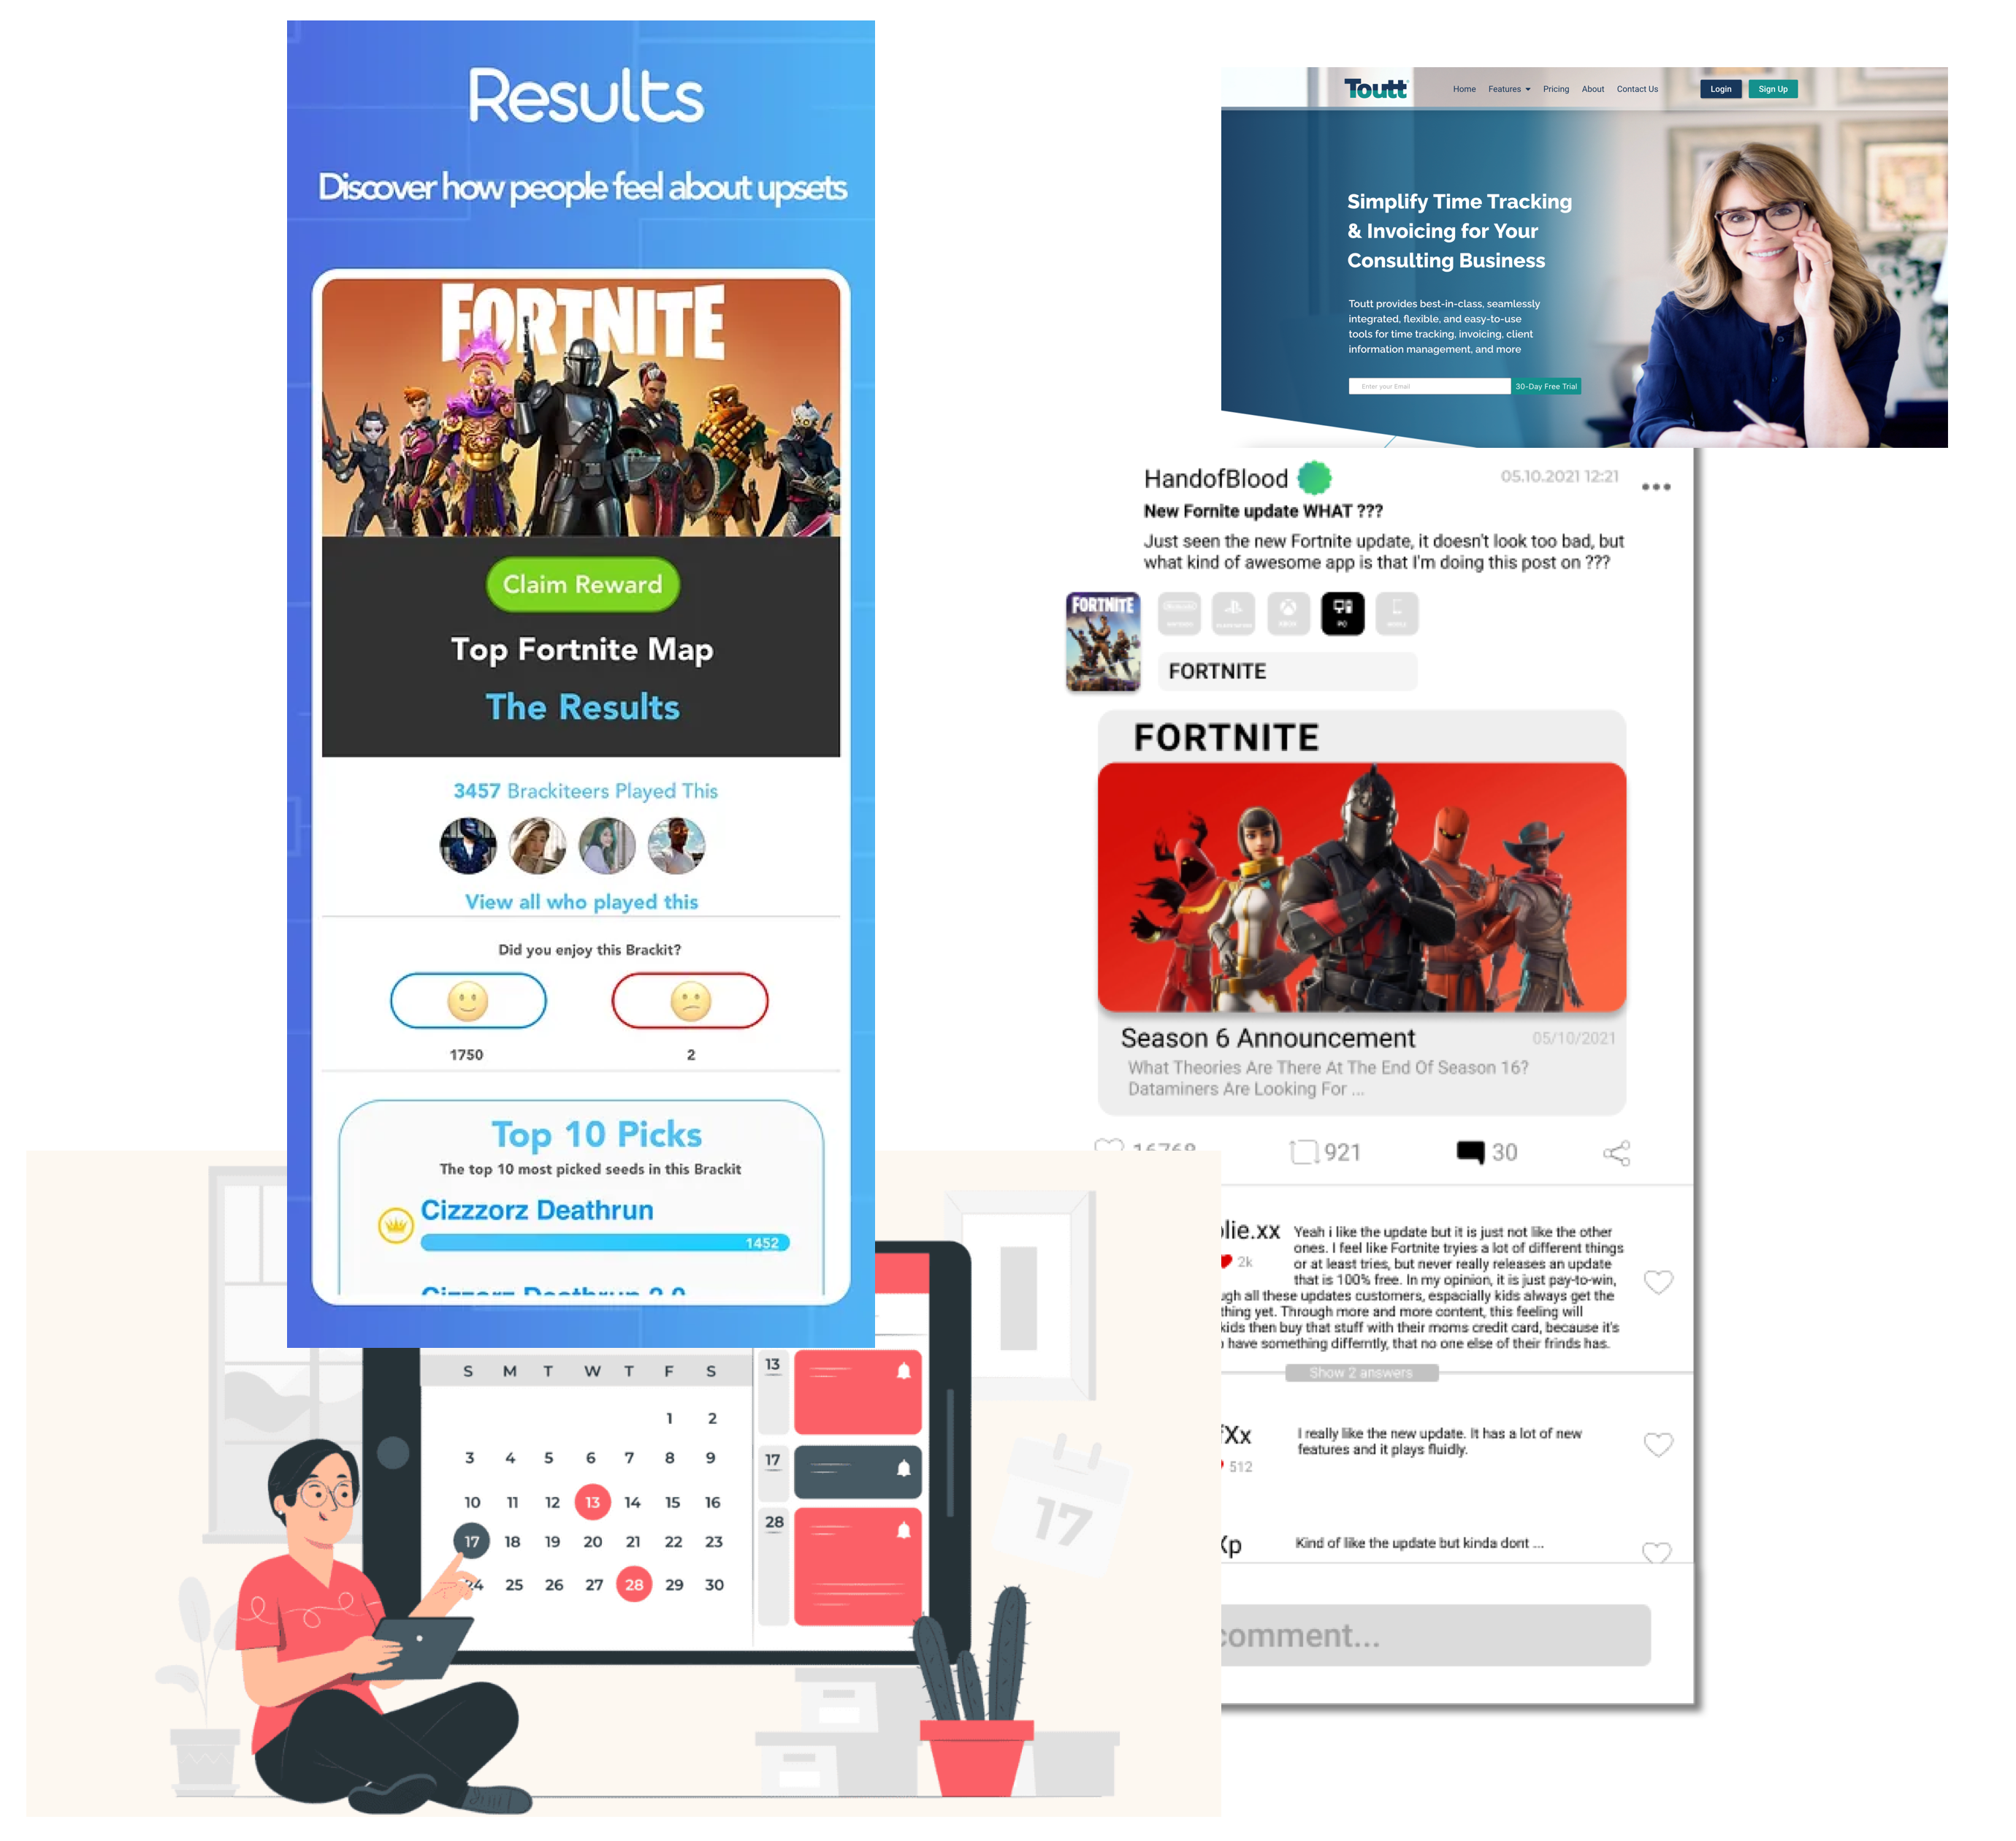 Results
Discover how people feel about upsets
FORTNITE
Claim Reward
Top Fortnite Map
The Results
3457 Brackiteers Played This
View all who played this
Did you enjoy this Brackit?
1750 2
Top 10 Picks
The top 10 most picked seeds in this Brackit
Cizzzorz Deathrun
1452
Toutt
Home Features Pricing About Contact Us Login Sign Up
Simplify Time Tracking
& Invoicing for Your
Consulting Business
Toutt provides best-in-class, seamlessly
integrated, flexible, and easy-to-use
tools for time tracking, invoicing, client
information management, and more
Enter your Email 30-Day Free Trial
HandofBlood 05.10.2021 12:21
New Fornite update WHAT ???
Just seen the new Fortnite update, it doesn't look too bad, but
what kind of awesome app is that I'm doing this post on ???
FORTNITE
XBOX PC
FORTNITE
FORTNITE
Season 6 Announcement 05/10/2021
What Theories Are There At The End Of Season 16?
Dataminers Are Looking For ...
16768 921 30
lie.xx
2k
Yeah i like the update but it is just not like the other
ones. I feel like Fortnite tryies a lot of different things
or at least tries, but never really releases an update
that is 100% free. In my opinion, it is just pay-to-win,
ugh all these updates customers, espacially kids always get the
thing yet. Through more and more content, this feeling will
kids then buy that stuff with their moms credit card, because it's
have something differntly, that no one else of their frinds has.
Show 2 answers
Xx
512
I really like the new update. It has a lot of new
features and it plays fluidly.
Xp
Kind of like the update but kinda dont ...
comment...
S M T W T F S
1 2
3 4 5 6 7 8 9
10 11 12 13 14 15 16
17 18 19 20 21 22 23
24 25 26 27 28 29 30
13
17
28
17